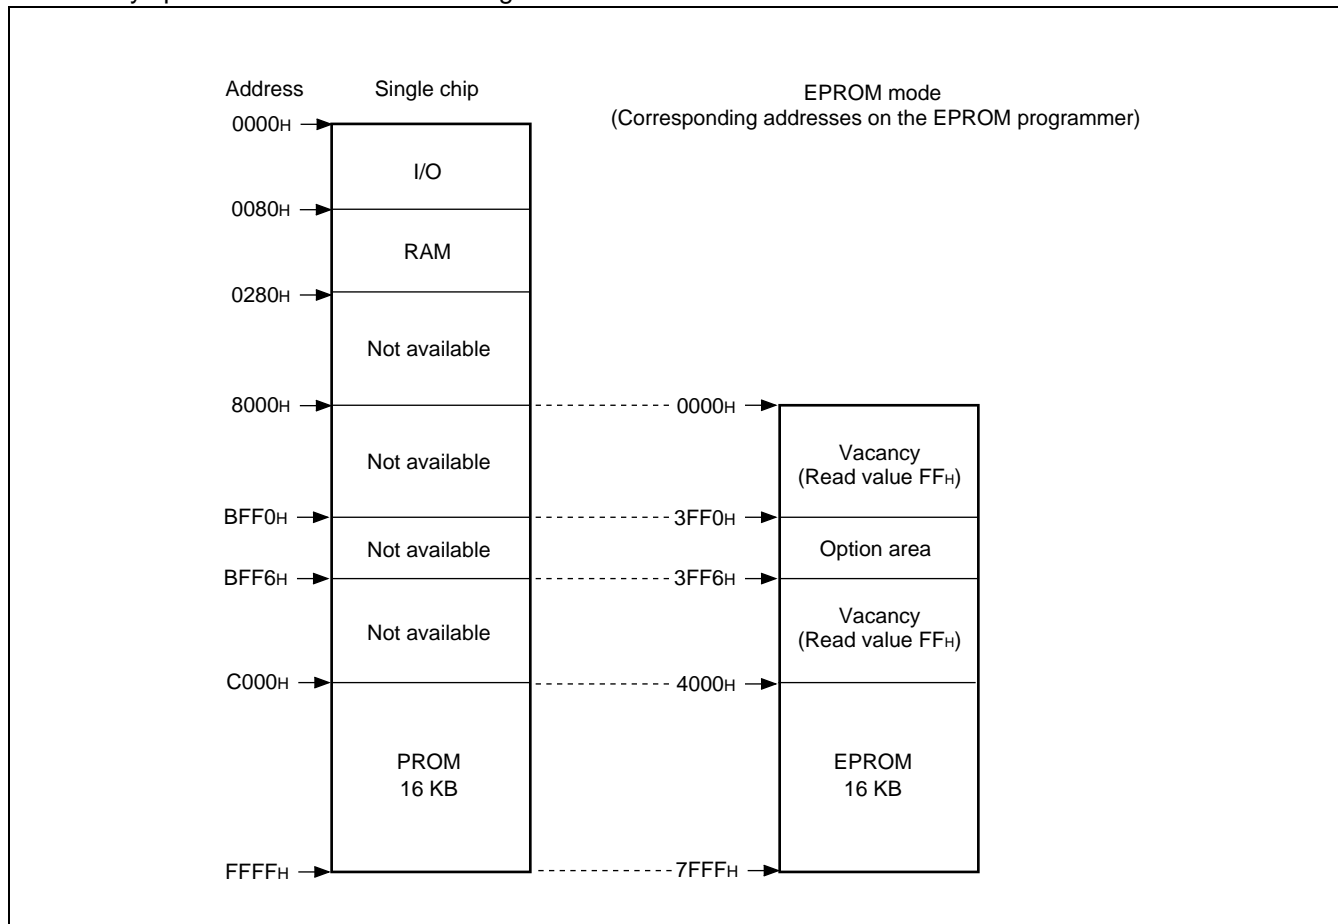 Address
Single chip
EPROM mode
(Corresponding addresses on the EPROM programmer)
0000H
I/O
0080H
RAM
0280H
Not available
8000H
0000H
Not available
Vacancy
(Read value FFH)
BFF0H
3FF0H
Not available
Option area
BFF6H
3FF6H
Not available
Vacancy
(Read value FFH)
C000H
4000H
PROM
16 KB
EPROM
16 KB
FFFFH
7FFFH